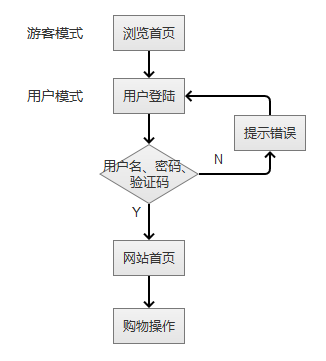 游客模式
浏览首页
用户模式
用户登陆
提示错误
用户名、密码、
验证码
N
Y
网站首页
购物操作